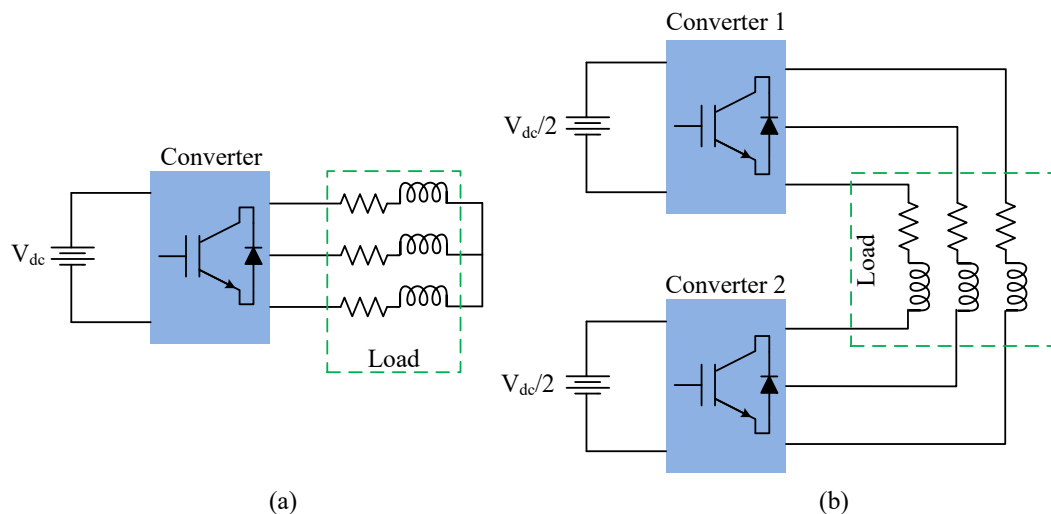 Converter
V_dc
Load
(a)
Converter 1
V_dc/2
Load
Converter 2
V_dc/2
(b)